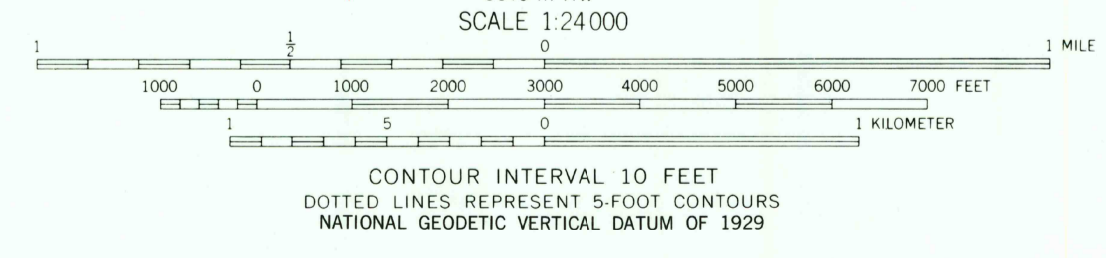 SCALE 1:24000
1 ½ 0 1 MILE
1000 0 1000 2000 3000 4000 5000 6000 7000 FEET
1 5 0 1 KILOMETER
CONTOUR INTERVAL 10 FEET
DOTTED LINES REPRESENT 5-FOOT CONTOURS
NATIONAL GEODETIC VERTICAL DATUM OF 1929